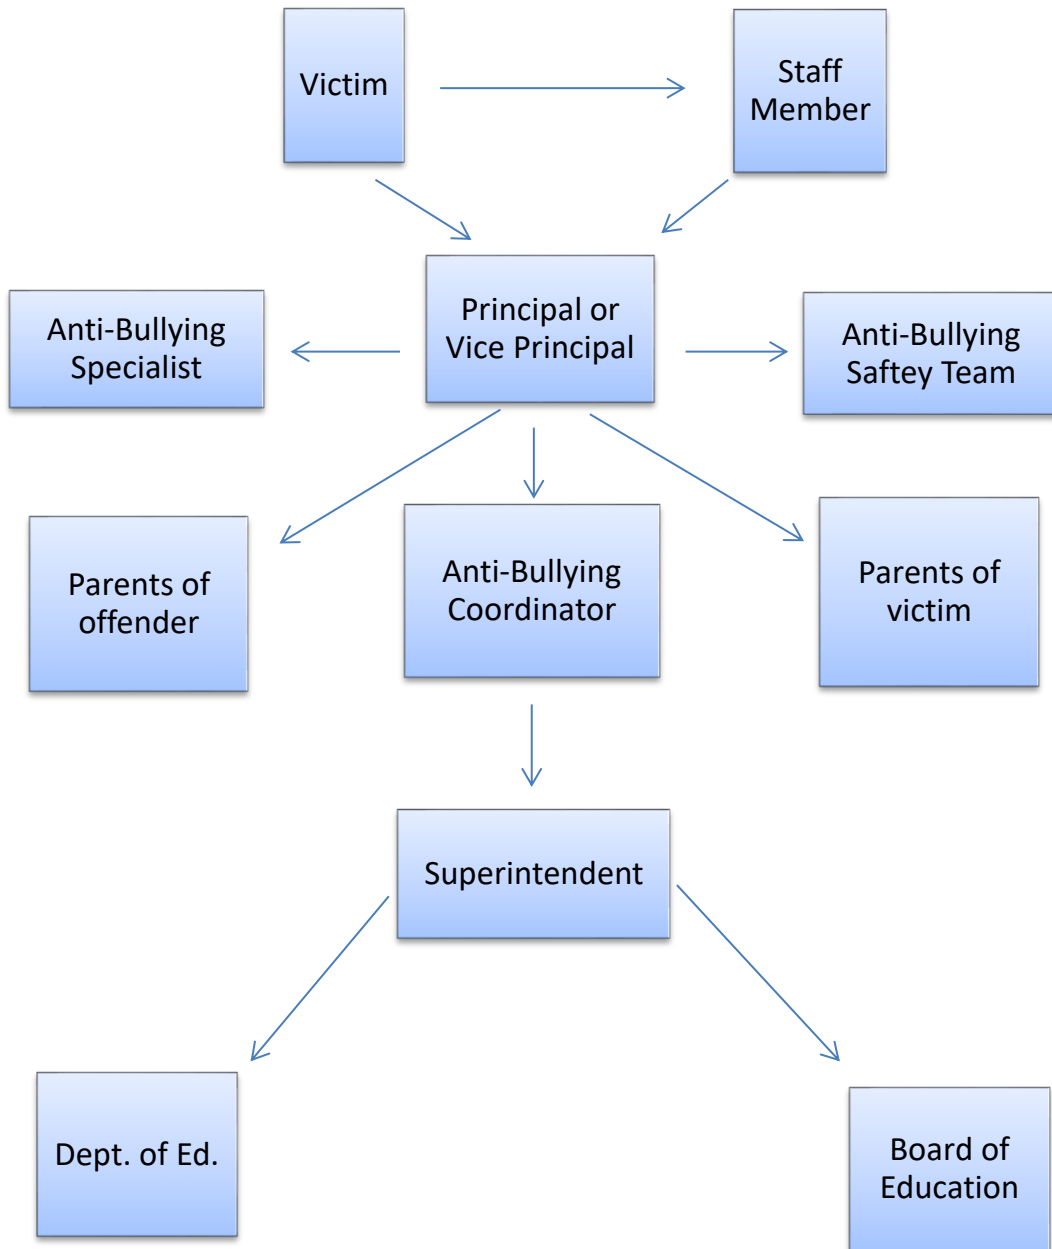 Victim
Staff
Member
Principal or
Vice Principal
Anti-Bullying
Specialist
Anti-Bullying
Saftey Team
Parents of
offender
Anti-Bullying
Coordinator
Parents of
victim
Superintendent
Dept. of Ed.
Board of
Education